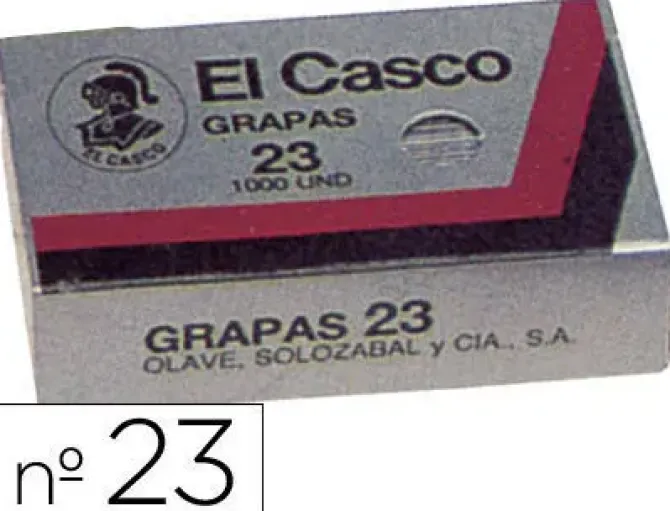 El Casco
GRAPAS
23
1000 UND
EL CASCO
GRAPAS 23
OLAVE, SOLOZABAL y CIA., S.A.
nº 23